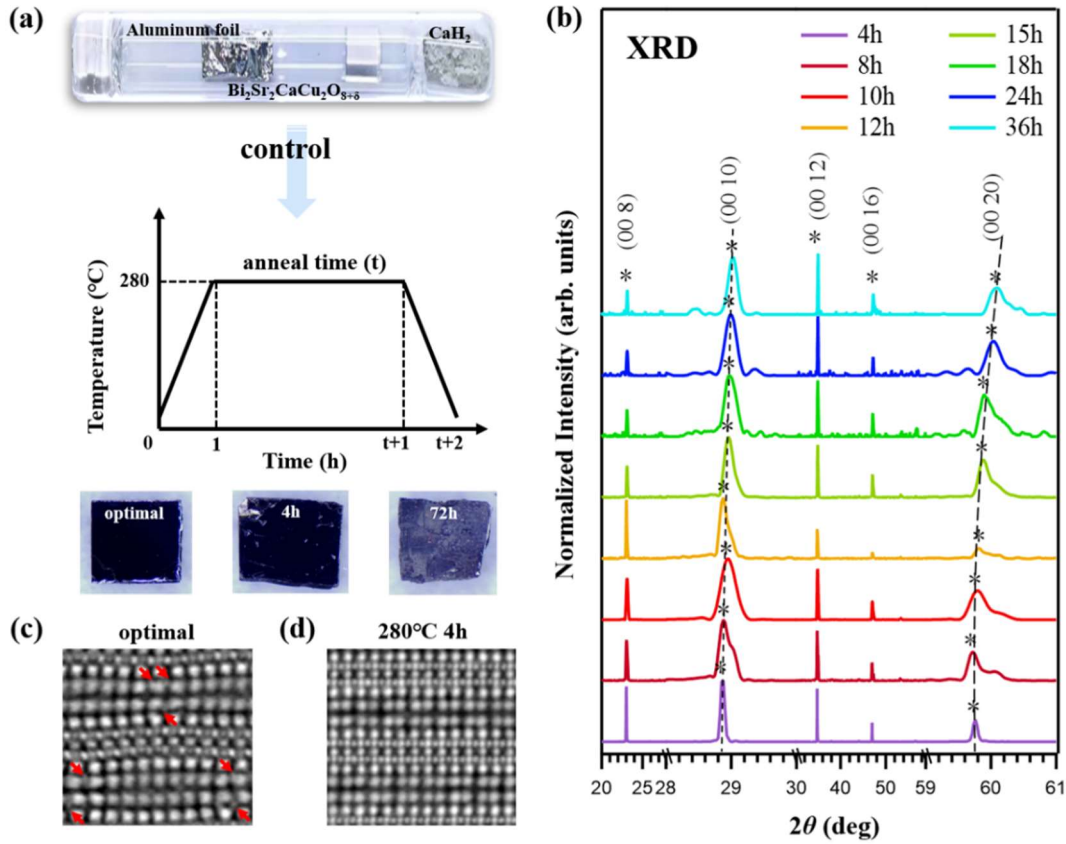 (a)
Aluminum foil
CaH₂
Bi₂Sr₂CaCu₂O₈₊δ
control
Temperature (°C)
280
anneal time (t)
0
1
t+1
t+2
Time (h)
optimal
4h
72h
(c)
optimal
(d)
280°C 4h
(b)
XRD
4h
8h
10h
12h
15h
18h
24h
36h
Normalized Intensity (arb. units)
* (00 8)
* (00 10)
* (00 12)
* (00 16)
* (00 20)
20
25
28
29
30
40
50
59
60
61
2θ (deg)